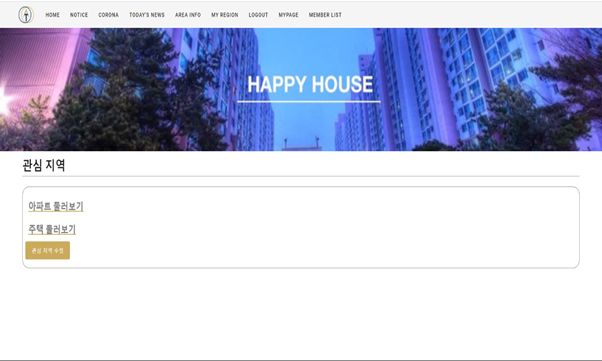 HOME NOTICE CORONA TODAY'S NEWS AREA INFO MY REGION LOGOUT MYPAGE MEMBER LIST
HAPPY HOUSE
관심 지역
아파트 둘러보기
주택 둘러보기
관심 지역 수정